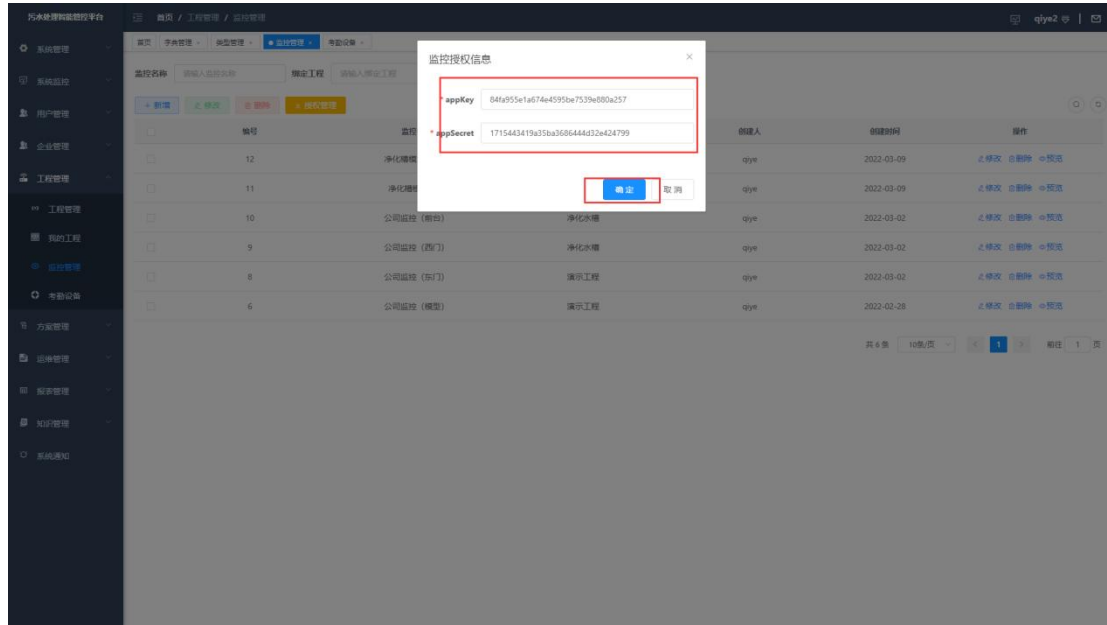 污水处理智能管控平台
首页 / 工程管理 / 监控管理
qiye2
系统管理
系统监控
用户管理
企业管理
工程管理
工程管理
我的工程
监控管理
考勤设备
方案管理
运维管理
报表管理
知识管理
系统通知
首页 字典管理 × 类型管理 × 监控管理 × 考勤设备 ×
监控名称 请输入监控名称 绑定工程 请输入绑定工程
+ 新增 修改 删除 授权管理
监控授权信息 ×
* appKey 84fa955e1a674e4595be7539e880a257
* appSecret 1715443419a35ba3686444d32e424799
确定 取消
编号 监控 创建人 创建时间 操作
12 净化槽模 qiye 2022-03-09 修改 删除 预览
11 净化槽 qiye 2022-03-09 修改 删除 预览
10 公司监控（前台） 净化水槽 qiye 2022-03-02 修改 删除 预览
9 公司监控（西门） 净化水槽 qiye 2022-03-02 修改 删除 预览
8 公司监控（东门） 演示工程 qiye 2022-03-02 修改 删除 预览
6 公司监控（模型） 演示工程 qiye 2022-02-28 修改 删除 预览
共 6 条 10条/页 < 1 > 前往 1 页